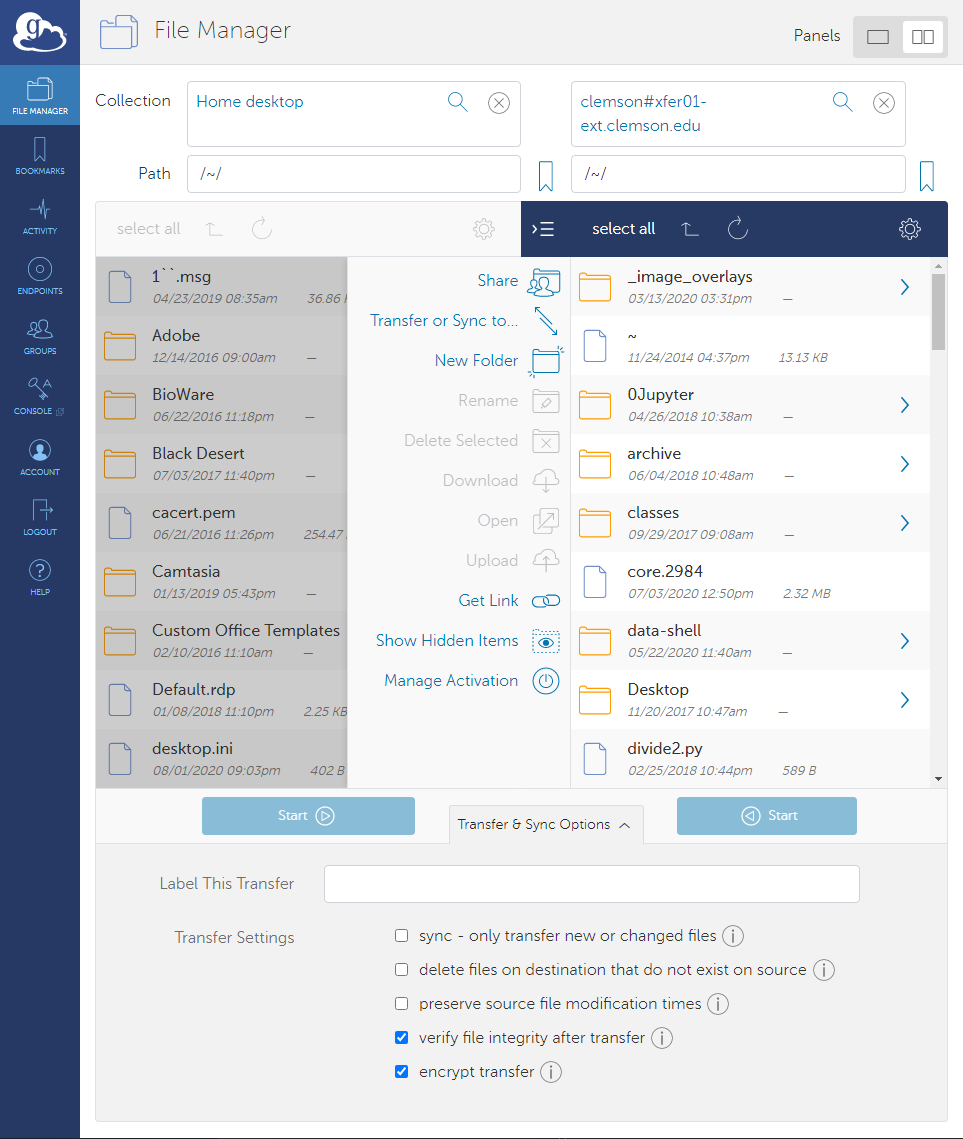 g
File Manager
Panels
FILE MANAGER
BOOKMARKS
ACTIVITY
ENDPOINTS
GROUPS
CONSOLE
ACCOUNT
LOGOUT
HELP
Collection
Home desktop
clemson#xfer01-
ext.clemson.edu
Path
/~/
/~/
select all
select all
1``.msg
04/23/2019 08:35am 36.86
Adobe
12/14/2016 09:00am —
BioWare
06/22/2016 11:18pm —
Black Desert
07/03/2017 11:40pm —
cacert.pem
06/21/2016 11:26pm 254.47
Camtasia
01/13/2019 05:43pm —
Custom Office Templates
02/10/2016 11:10am —
Default.rdp
01/08/2018 11:10pm 2.25 KB
desktop.ini
08/01/2020 09:03pm 402 B
Share
Transfer or Sync to...
New Folder
Rename
Delete Selected
Download
Open
Upload
Get Link
Show Hidden Items
Manage Activation
_image_overlays
03/13/2020 03:31pm —
~
11/24/2014 04:37pm 13.13 KB
0Jupyter
04/26/2018 10:38am —
archive
06/04/2018 10:48am —
classes
09/29/2017 09:08am —
core.2984
07/03/2020 12:50pm 2.32 MB
data-shell
05/22/2020 11:40am —
Desktop
11/20/2017 10:47am —
divide2.py
02/25/2018 10:44pm 589 B
Start
Transfer & Sync Options
Start
Label This Transfer
Transfer Settings
sync - only transfer new or changed files
delete files on destination that do not exist on source
preserve source file modification times
verify file integrity after transfer
encrypt transfer